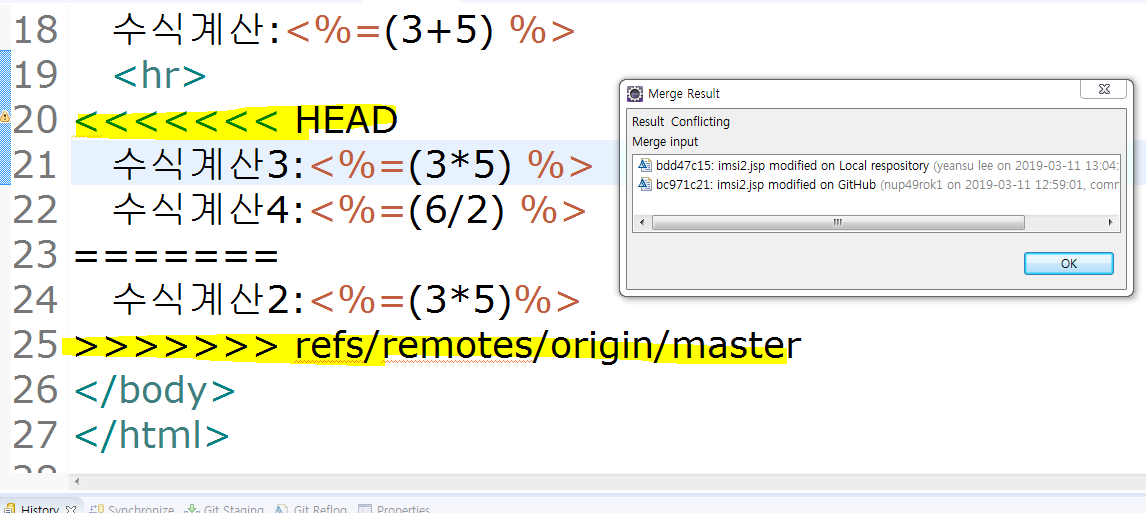 18 수식계산:<%=(3+5) %>
19 <hr>
20 <<<<<<< HEAD
21 수식계산3:<%=(3*5) %>
22 수식계산4:<%=(6/2) %>
23 =======
24 수식계산2:<%=(3*5)%>
25 >>>>>>> refs/remotes/origin/master
26 </body>
27 </html>
28
Merge Result
Result Conflicting
Merge input
bdd47c15: imsi2.jsp modified on Local respository (yeansu lee on 2019-03-11 13:04:
bc971c21: imsi2.jsp modified on GitHub (nup49rok1 on 2019-03-11 12:59:01, comm
OK
History Synchronize Git Staging Git Reflog Properties